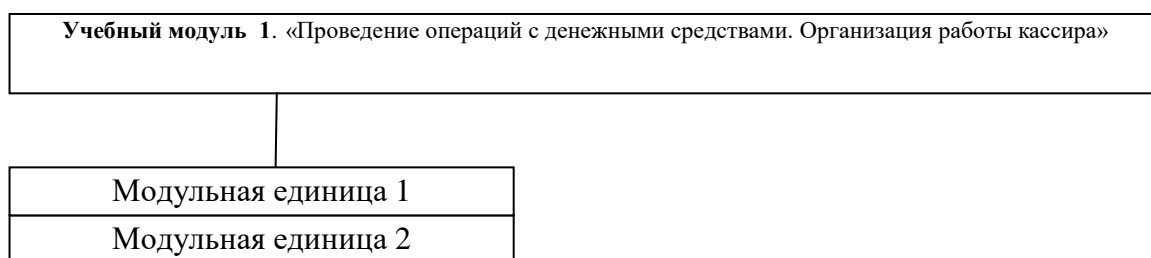 Учебный модуль 1. «Проведение операций с денежными средствами. Организация работы кассира»
Модульная единица 1
Модульная единица 2